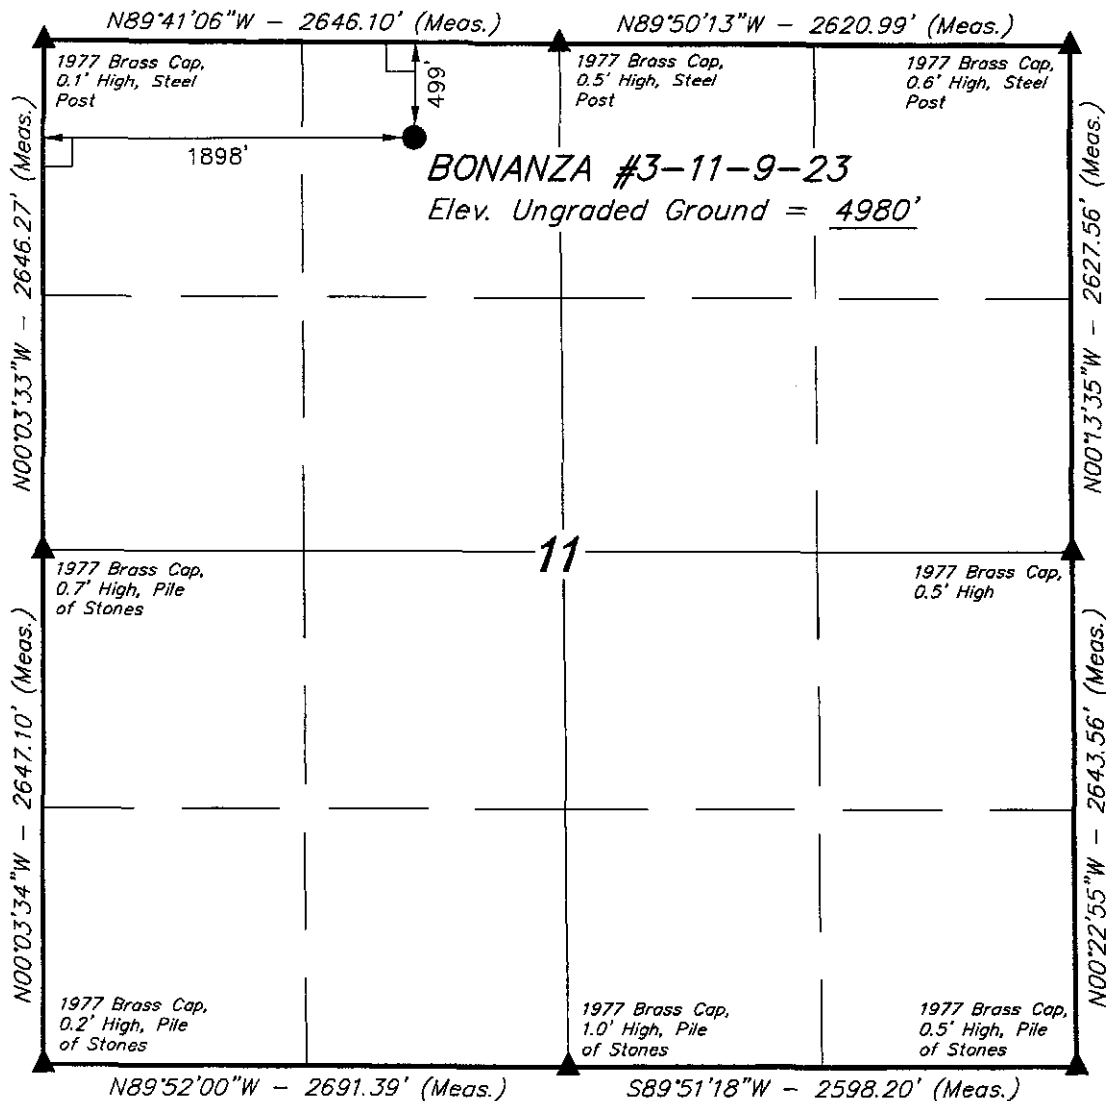 N89°41'06"W - 2646.10' (Meas.)
N89°50'13"W - 2620.99' (Meas.)
1977 Brass Cap,
0.1' High, Steel
Post
499'
1977 Brass Cap,
0.5' High, Steel
Post
1977 Brass Cap,
0.6' High, Steel
Post
1898'
BONANZA #3-11-9-23
Elev. Ungraded Ground = 4980'
N00°03'33"W - 2646.27' (Meas.)
N00°13'35"W - 2627.56' (Meas.)
11
1977 Brass Cap,
0.7' High, Pile
of Stones
1977 Brass Cap,
0.5' High
N00°03'34"W - 2647.10' (Meas.)
N00°22'55"W - 2643.56' (Meas.)
1977 Brass Cap,
0.2' High, Pile
of Stones
1977 Brass Cap,
1.0' High, Pile
of Stones
1977 Brass Cap,
0.5' High, Pile
of Stones
N89°52'00"W - 2691.39' (Meas.)
S89°51'18"W - 2598.20' (Meas.)